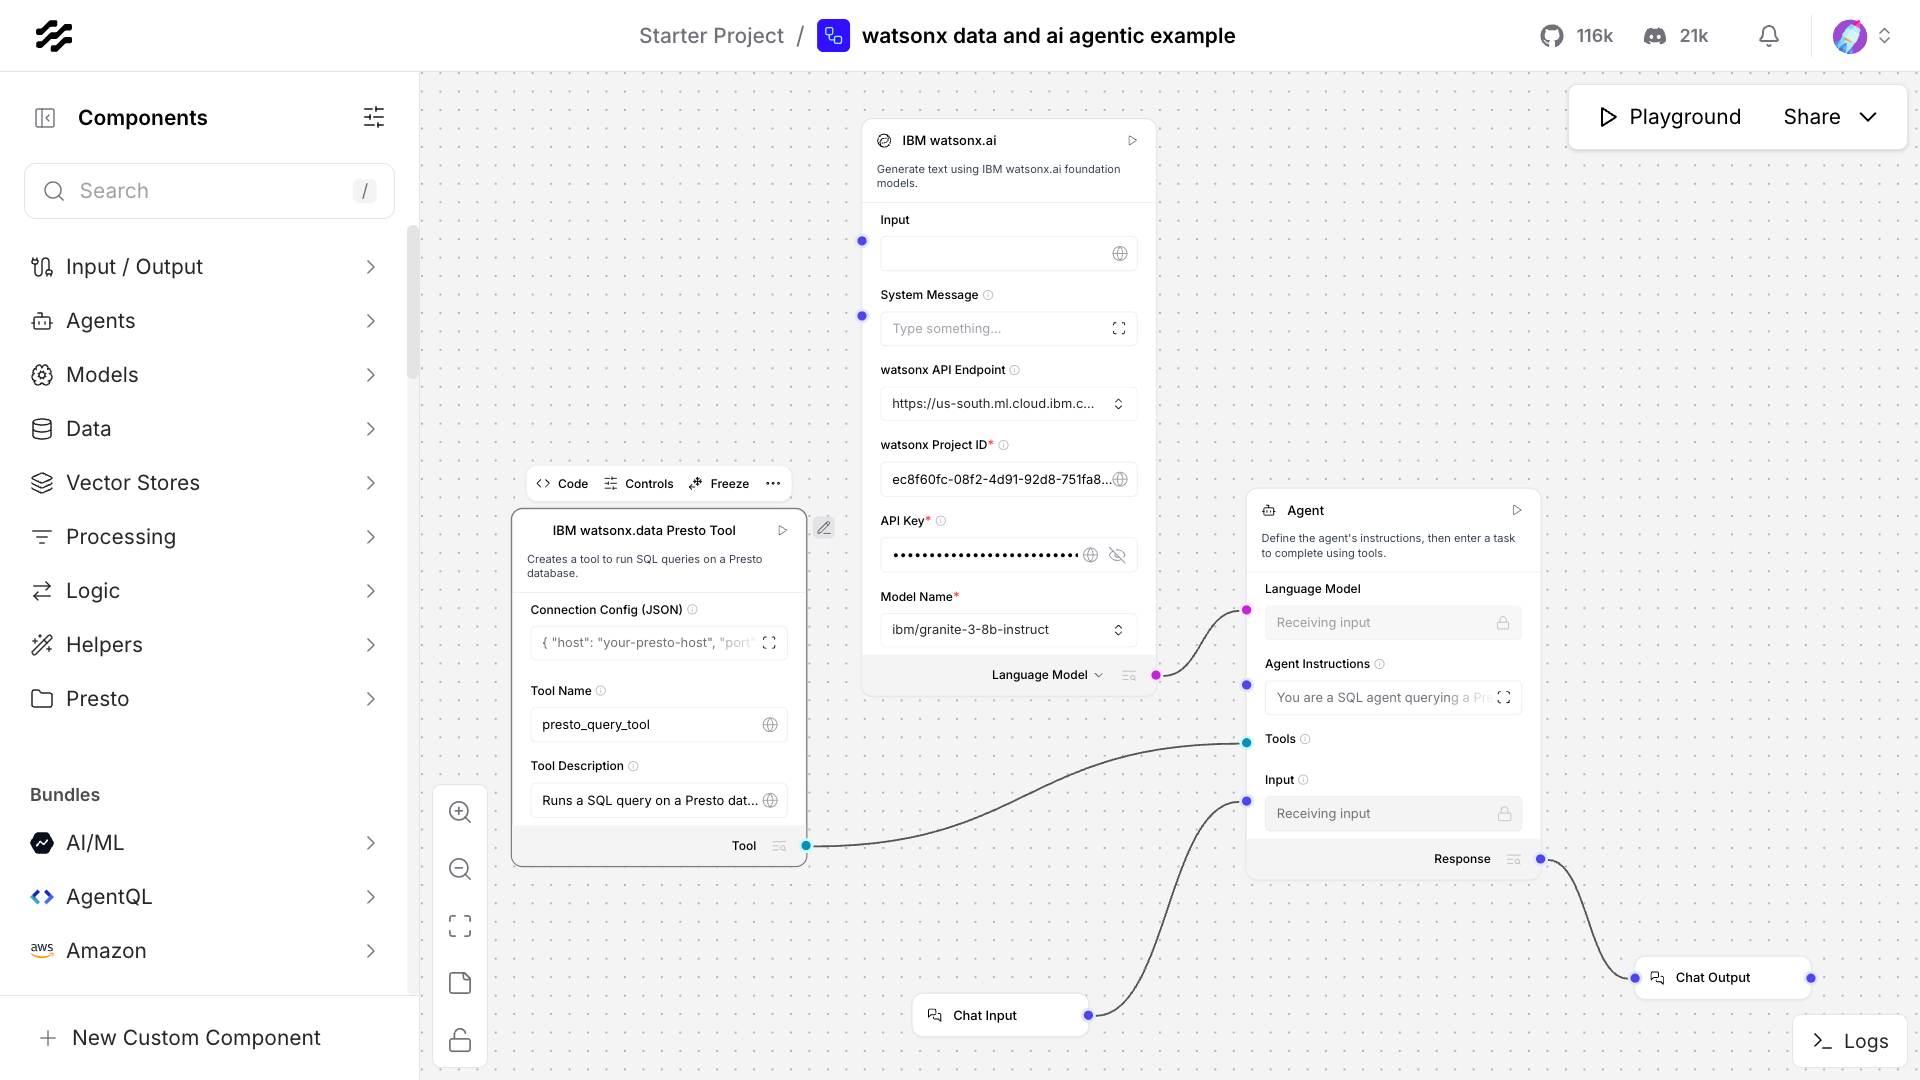 Starter Project / watsonx data and ai agentic example
116k
21k
Components
Search /
Input / Output
Agents
Models
Data
Vector Stores
Processing
Logic
Helpers
Presto
Bundles
AI/ML
AgentQL
aws Amazon
New Custom Component
Code Controls Freeze
IBM watsonx.data Presto Tool
Creates a tool to run SQL queries on a Presto
database.
Connection Config (JSON)
{ "host": "your-presto-host", "port"
Tool Name
presto_query_tool
Tool Description
Runs a SQL query on a Presto dat...
Tool
IBM watsonx.ai
Generate text using IBM watsonx.ai foundation
models.
Input
System Message
Type something...
watsonx API Endpoint
https://us-south.ml.cloud.ibm.c...
watsonx Project ID*
ec8f60fc-08f2-4d91-92d8-751fa8...
API Key*
Model Name*
ibm/granite-3-8b-instruct
Language Model
Chat Input
Playground Share
Agent
Define the agent's instructions, then enter a task
to complete using tools.
Language Model
Receiving input
Agent Instructions
You are a SQL agent querying a Pre
Tools
Input
Receiving input
Response
Chat Output
Logs